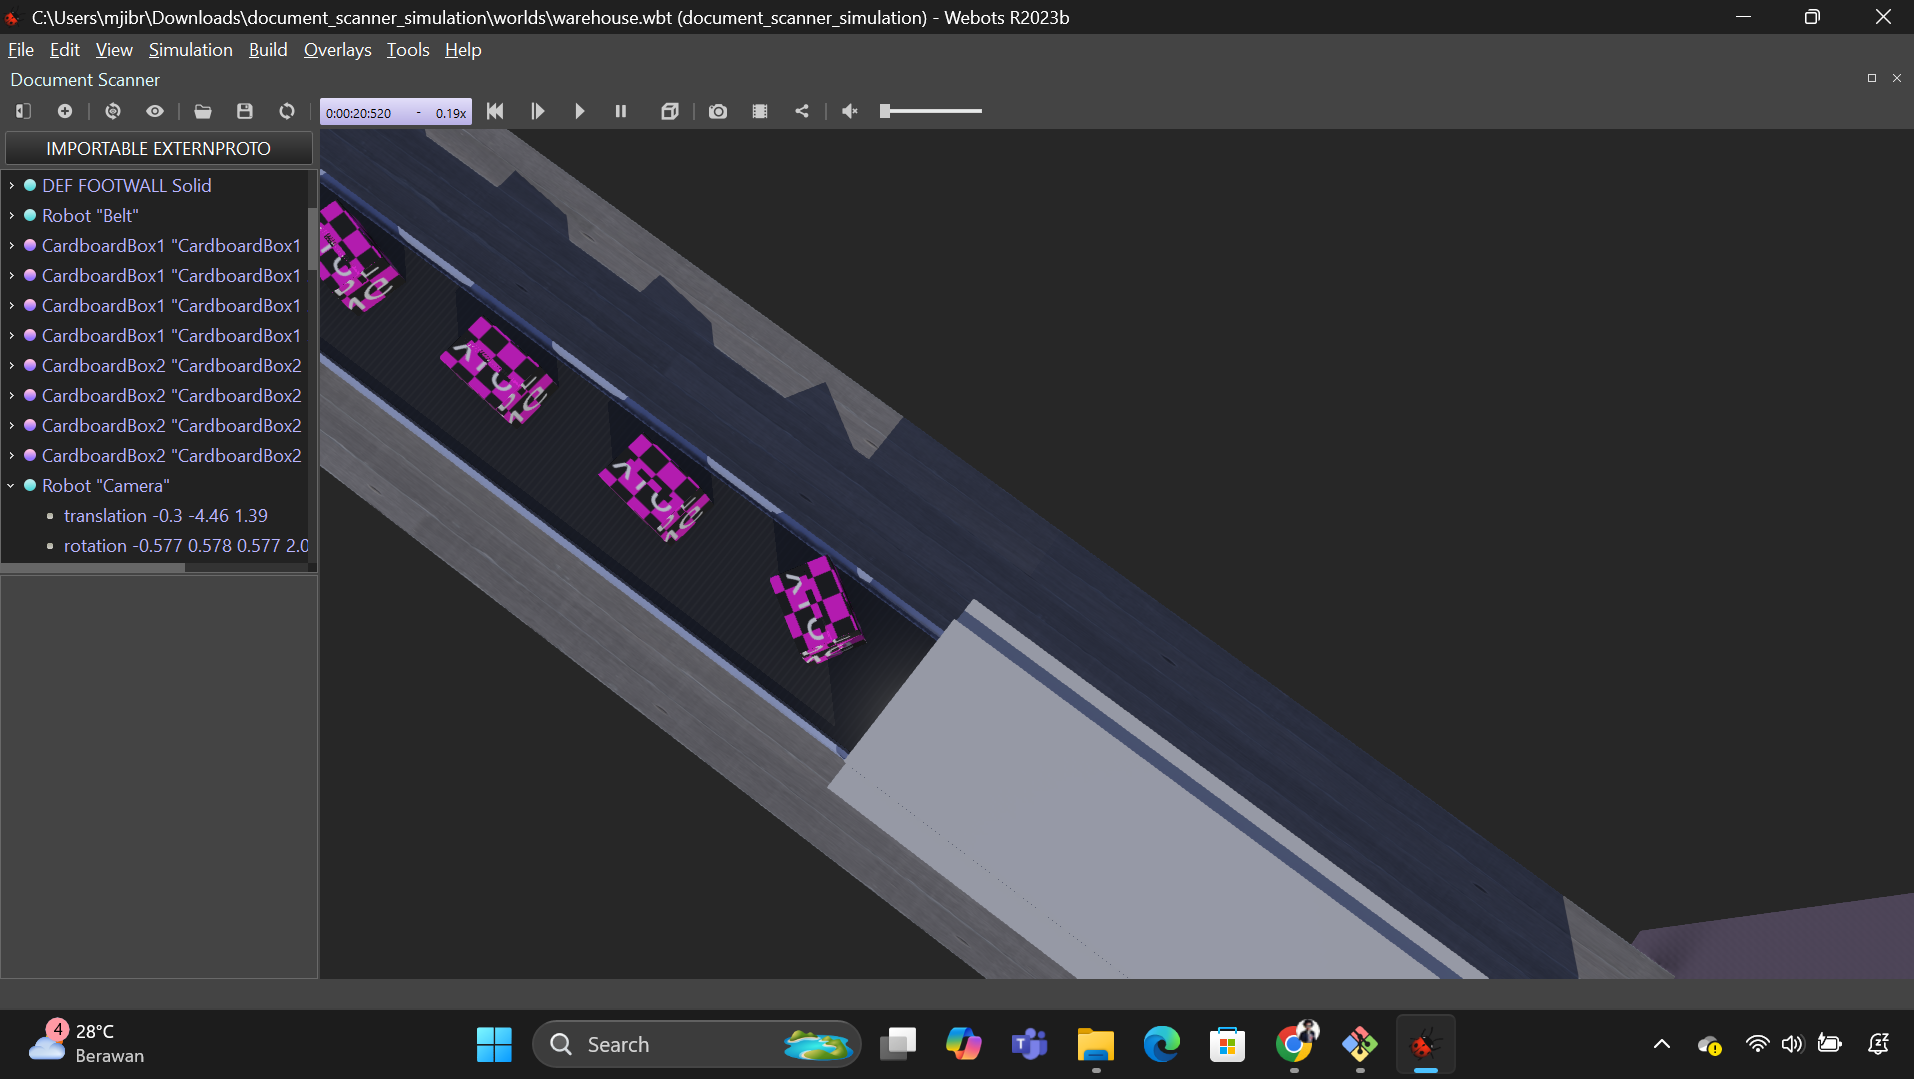 C:\Users\mjibr\Downloads\document_scanner_simulation\worlds\warehouse.wbt (document_scanner_simulation) - Webots R2023b
File Edit View Simulation Build Overlays Tools Help
Document Scanner
0:00:20:520 - 0.19x
IMPORTABLE EXTERNPROTO
DEF FOOTWALL Solid
Robot "Belt"
CardboardBox1 "CardboardBox1
CardboardBox1 "CardboardBox1
CardboardBox1 "CardboardBox1
CardboardBox1 "CardboardBox1
CardboardBox2 "CardboardBox2
CardboardBox2 "CardboardBox2
CardboardBox2 "CardboardBox2
CardboardBox2 "CardboardBox2
Robot "Camera"
translation -0.3 -4.46 1.39
rotation -0.577 0.578 0.577 2.0
4
28°C
Berawan
Search